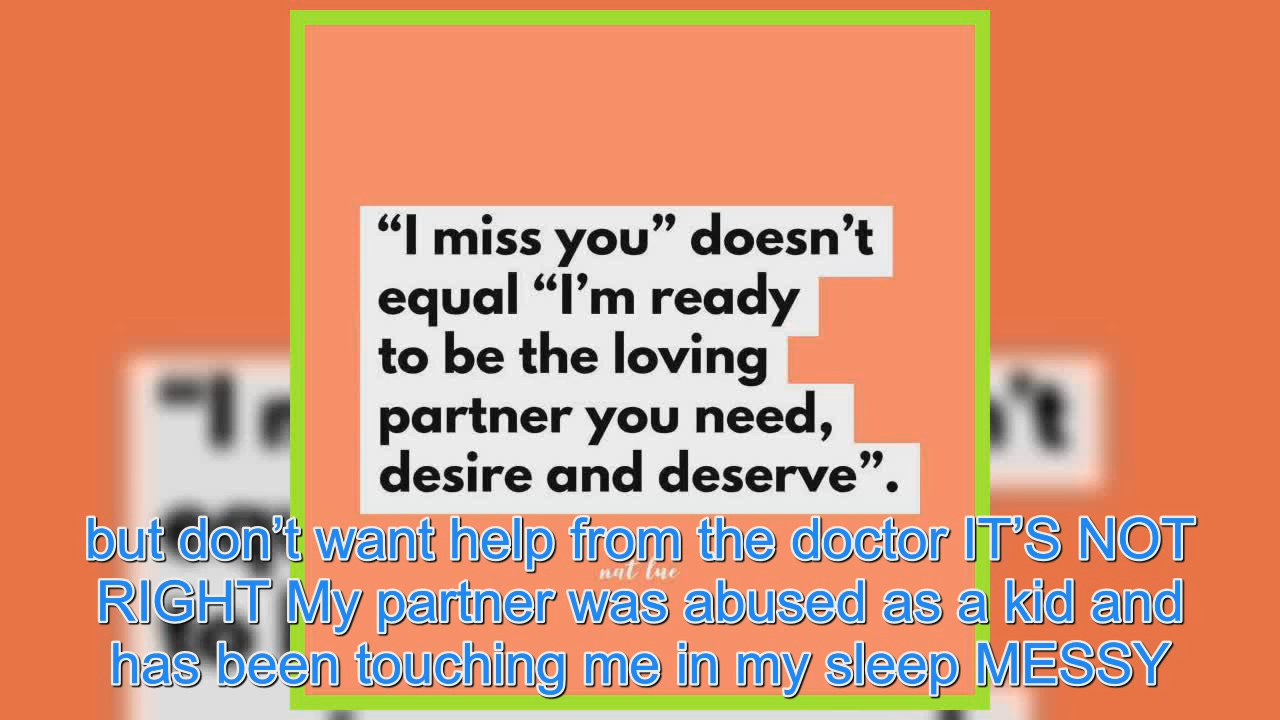 “I miss you” doesn’t
equal “I’m ready
to be the loving
partner you need,
desire and deserve”.
nat lue
but don’t want help from the doctor IT’S NOT
RIGHT My partner was abused as a kid and
has been touching me in my sleep MESSY